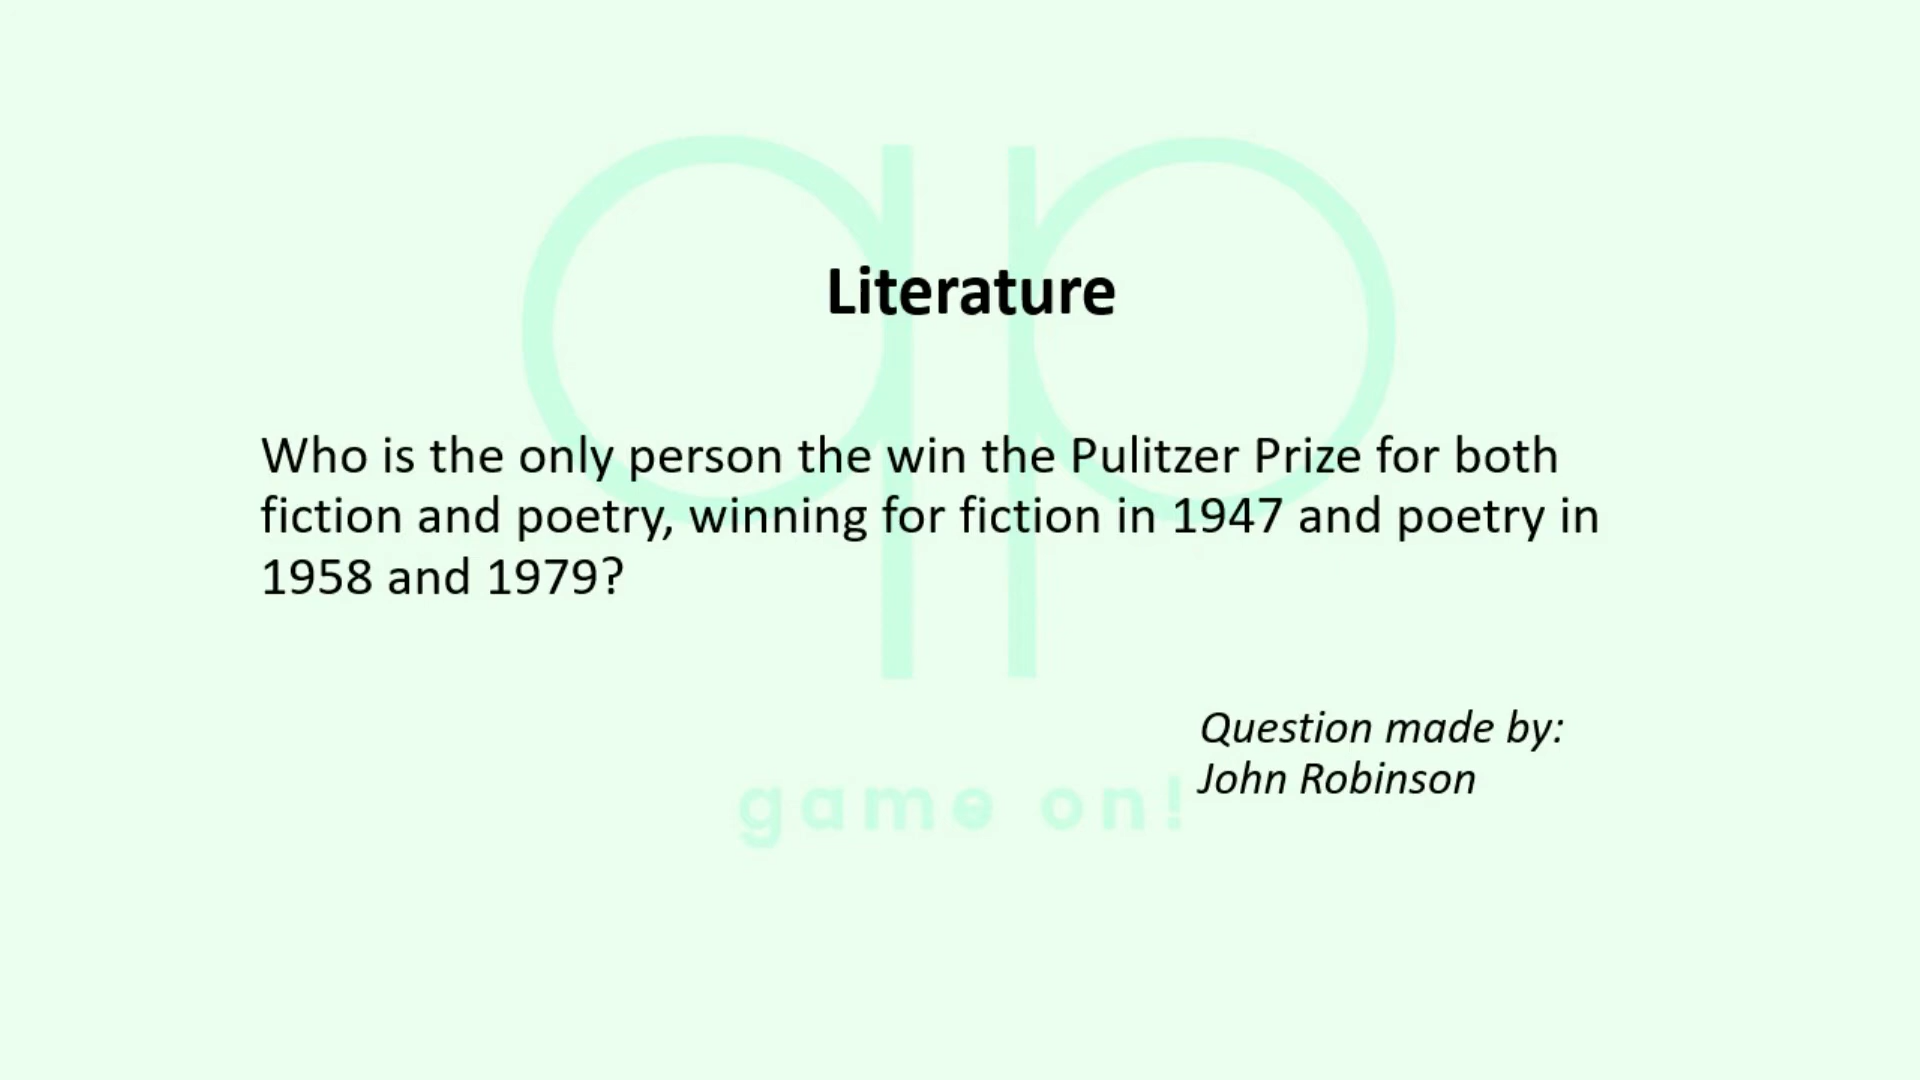 Literature
Who is the only person the win the Pulitzer Prize for both
fiction and poetry, winning for fiction in 1947 and poetry in
1958 and 1979?
Question made by:
John Robinson
game on!